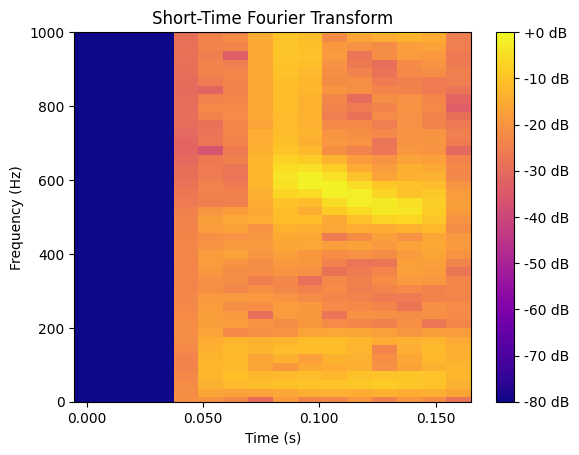 Short-Time Fourier Transform
1000
800
600
400
200
0
Frequency (Hz)
0.000
0.050
0.100
0.150
Time (s)
+0 dB
-10 dB
-20 dB
-30 dB
-40 dB
-50 dB
-60 dB
-70 dB
-80 dB